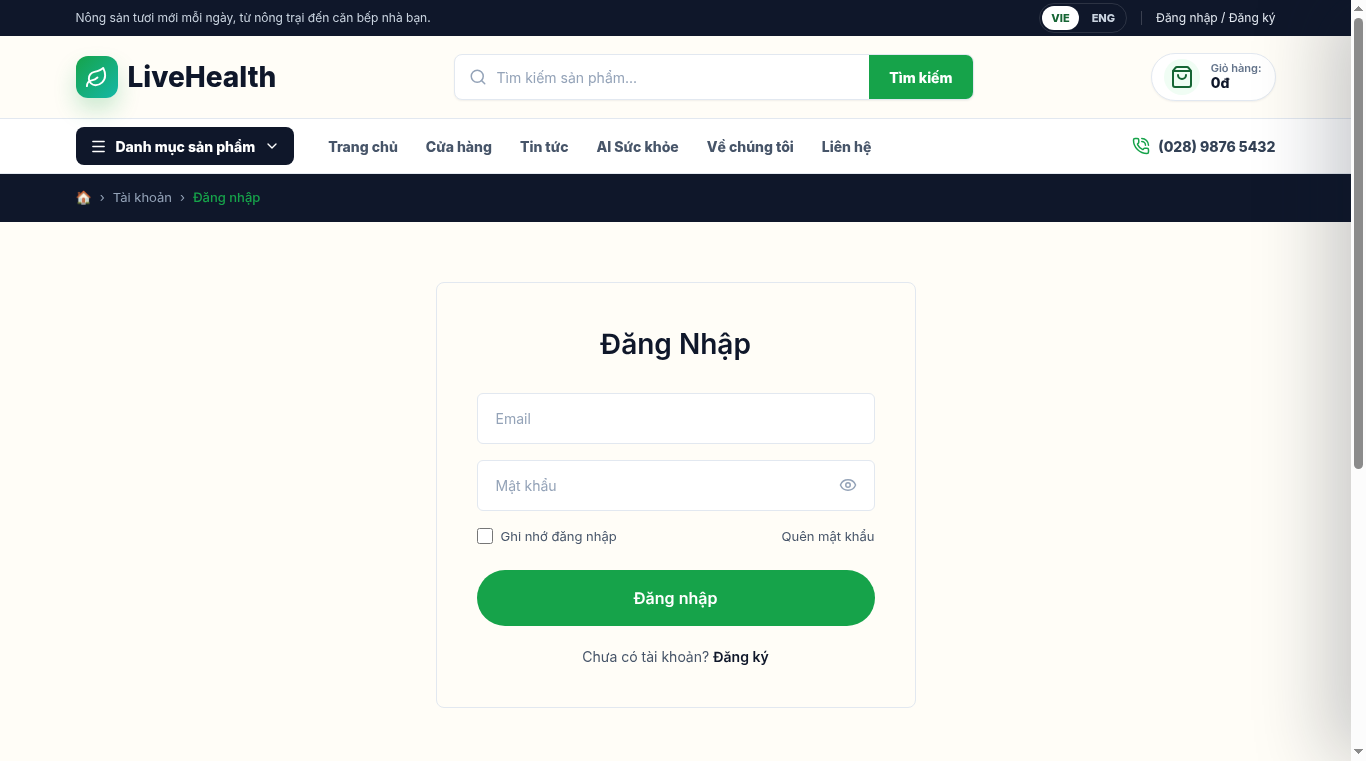 Nông sản tươi mới mỗi ngày, từ nông trại đến căn bếp nhà bạn.
VIE ENG Đăng nhập / Đăng ký
LiveHealth
Tìm kiếm sản phẩm...
Tìm kiếm
Giỏ hàng:
0đ
Danh mục sản phẩm
Trang chủ Cửa hàng Tin tức AI Sức khỏe Về chúng tôi Liên hệ
(028) 9876 5432
Tài khoản › Đăng nhập
Đăng Nhập
Email
Mật khẩu
Ghi nhớ đăng nhập Quên mật khẩu
Đăng nhập
Chưa có tài khoản? Đăng ký